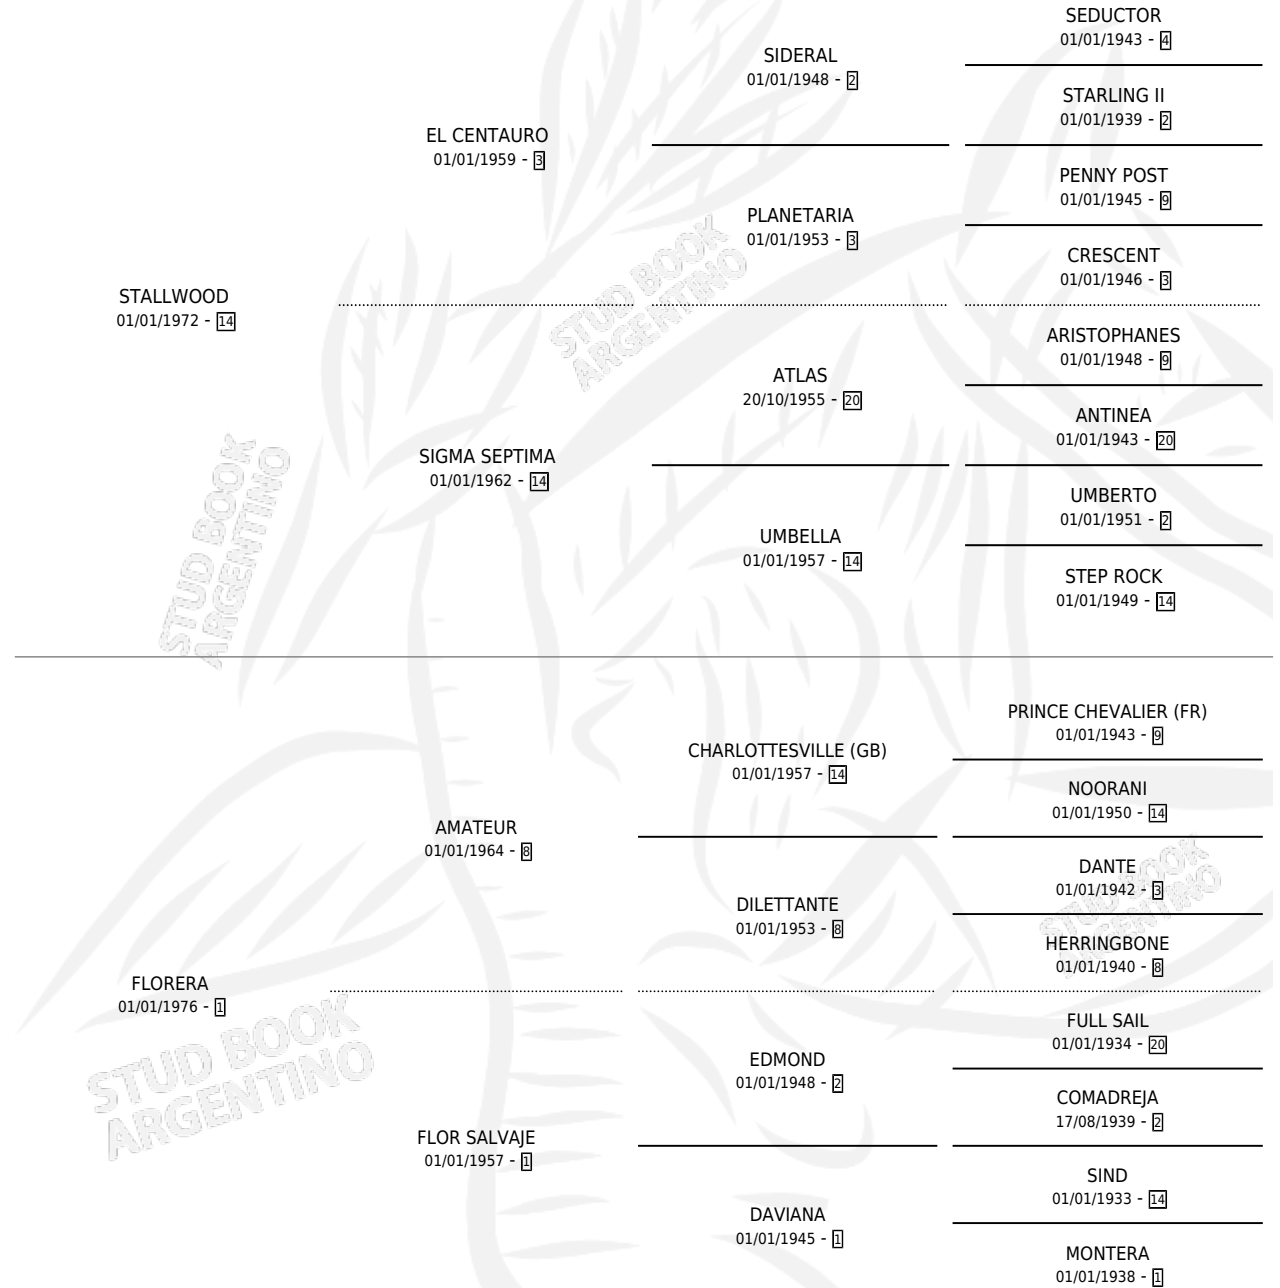 SEDUCTOR
01/01/1943 - 4
SIDERAL
01/01/1948 - 2
STARLING II
01/01/1939 - 2
EL CENTAURO
01/01/1959 - 3
PENNY POST
01/01/1945 - 9
PLANETARIA
01/01/1953 - 3
CRESCENT
01/01/1946 - 3
STALLWOOD
01/01/1972 - 14
ARISTOPHANES
01/01/1948 - 9
ATLAS
20/10/1955 - 20
ANTINEA
01/01/1943 - 20
SIGMA SEPTIMA
01/01/1962 - 14
UMBERTO
01/01/1951 - 2
UMBELLA
01/01/1957 - 14
STEP ROCK
01/01/1949 - 14
PRINCE CHEVALIER (FR)
01/01/1943 - 9
CHARLOTTESVILLE (GB)
01/01/1957 - 14
NOORANI
01/01/1950 - 14
AMATEUR
01/01/1964 - 8
DANTE
01/01/1942 - 3
DILETTANTE
01/01/1953 - 8
HERRINGBONE
01/01/1940 - 8
FLORERA
01/01/1976 - 1
FULL SAIL
01/01/1934 - 20
EDMOND
01/01/1948 - 2
COMADREJA
17/08/1939 - 2
FLOR SALVAJE
01/01/1957 - 1
SIND
01/01/1933 - 14
DAVIANA
01/01/1945 - 1
MONTERA
01/01/1938 - 1
STUD BOOK
ARGENTINO
STUD BOOK
ARGENTINO
STUD BOOK
ARGENTINO
STUD BOOK
ARGENTINO